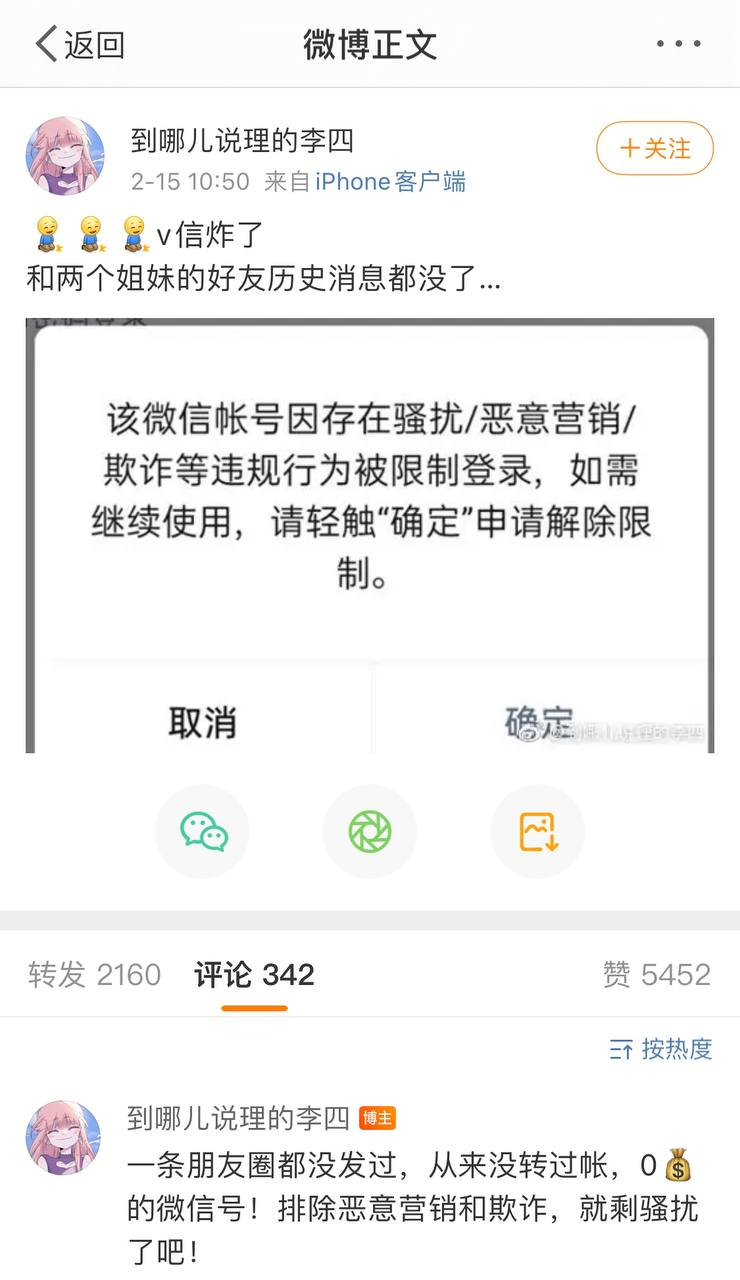 返回
微博正文
到哪儿说理的李四
+关注
2-15 10:50 来自iPhone客户端
v信炸了
和两个姐妹的好友历史消息都没了...
该微信帐号因存在骚扰/恶意营销/
欺诈等违规行为被限制登录，如需
继续使用，请轻触“确定”申请解除限
制。
取消
确定
@到哪儿说理的李四
转发 2160
评论 342
赞 5452
按热度
到哪儿说理的李四 博主
一条朋友圈都没发过，从来没转过帐，0
的微信号！排除恶意营销和欺诈，就剩骚扰
了吧！